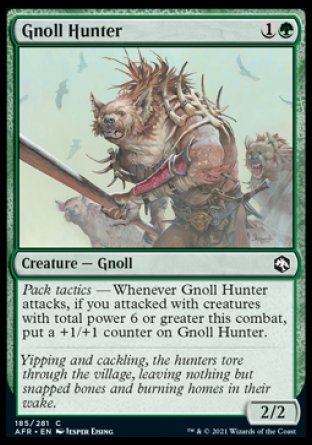 Gnoll Hunter 1
Creature — Gnoll
Pack tactics — Whenever Gnoll Hunter
attacks, if you attacked with creatures
with total power 6 or greater this combat,
put a +1/+1 counter on Gnoll Hunter.
Yipping and cackling, the hunters tore
through the village, leaving nothing but
snapped bones and burning homes in their
wake.
2/2
185/281 C
AFR • EN Jesper Ejsing
™ & © 2021 Wizards of the Coast